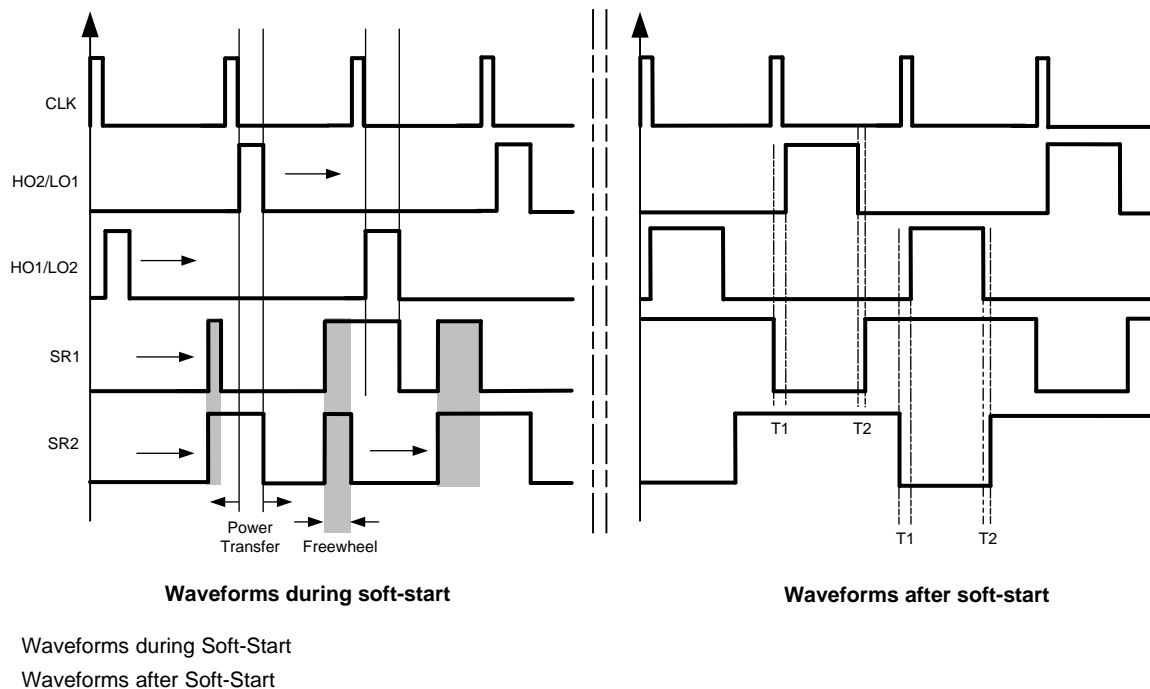 CLK
HO2/LO1
HO1/LO2
SR1
SR2
Power
Transfer
Freewheel
T1
T2
T1
T2
Waveforms during soft-start
Waveforms after soft-start
Waveforms during Soft-Start
Waveforms after Soft-Start